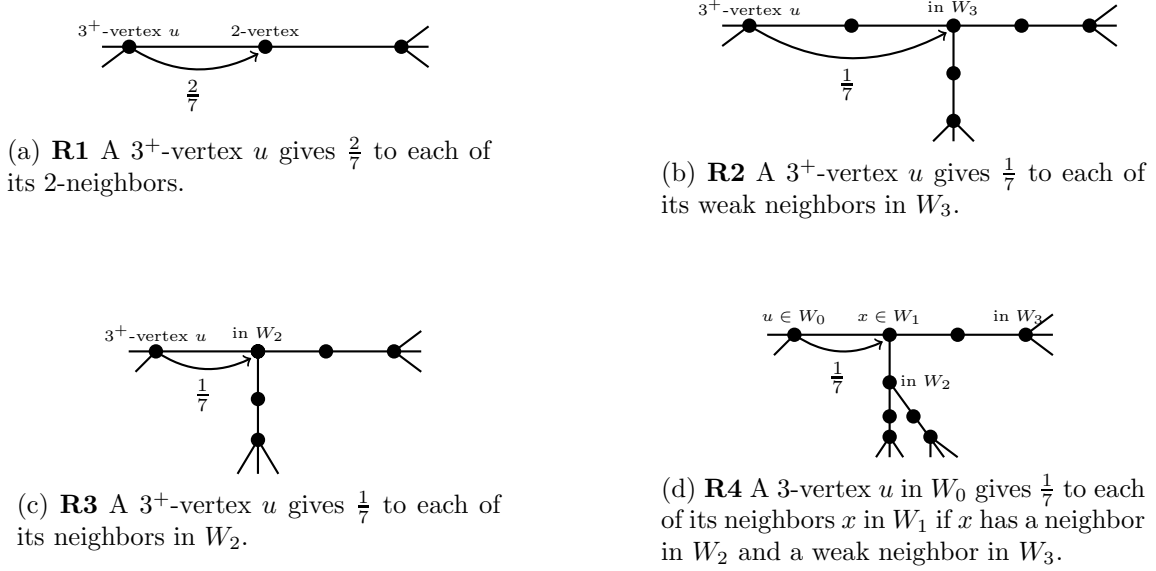 3⁺-vertex u 2-vertex
2/7
(a) R1 A 3⁺-vertex u gives 2/7 to each of
its 2-neighbors.
3⁺-vertex u in W₃
1/7
(b) R2 A 3⁺-vertex u gives 1/7 to each of
its weak neighbors in W₃.
3⁺-vertex u in W₂
1/7
(c) R3 A 3⁺-vertex u gives 1/7 to each of
its neighbors in W₂.
u ∈ W₀ x ∈ W₁ in W₃
1/7
in W₂
(d) R4 A 3-vertex u in W₀ gives 1/7 to each
of its neighbors x in W₁ if x has a neighbor
in W₂ and a weak neighbor in W₃.